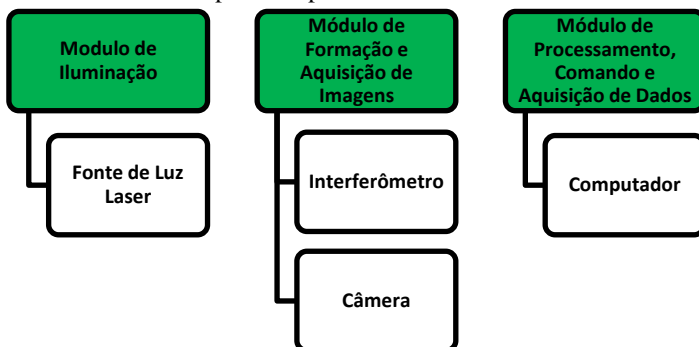 Modulo de
Iluminação
Fonte de Luz
Laser
Módulo de
Formação e
Aquisição de
Imagens
Interferômetro
Câmera
Módulo de
Processamento,
Comando e
Aquisição de Dados
Computador